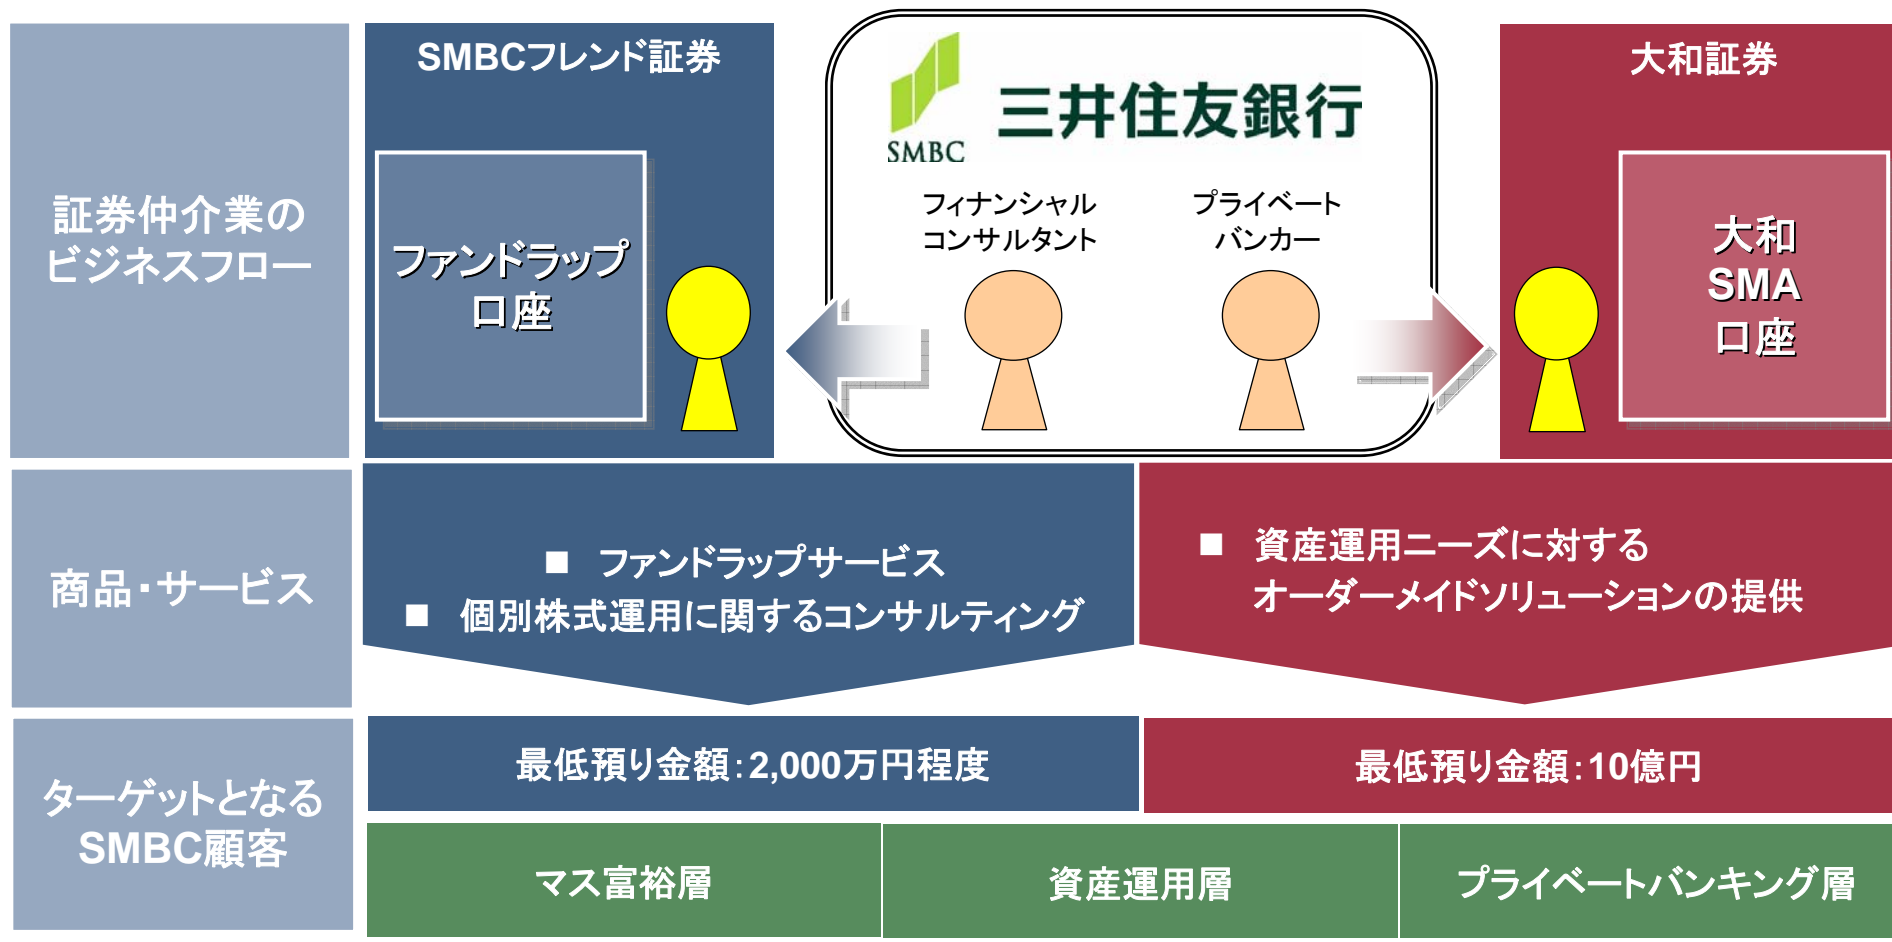 証券仲介業の
ビジネスフロー
SMBCフレンド証券
ファンドラップ
口座
SMBC
三井住友銀行
フィナンシャル
コンサルタント
プライベート
バンカー
大和証券
大和
SMA
口座
商品・サービス
■ ファンドラップサービス
■ 個別株式運用に関するコンサルティング
■ 資産運用ニーズに対する
オーダーメイドソリューションの提供
ターゲットとなる
SMBC顧客
最低預り金額：2,000万円程度
最低預り金額：10億円
マス富裕層
資産運用層
プライベートバンキング層